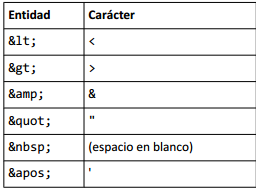 Entidad Carácter
&lt; <
&gt; >
&amp; &
&quot; "
&nbsp; (espacio en blanco)
&apos; '